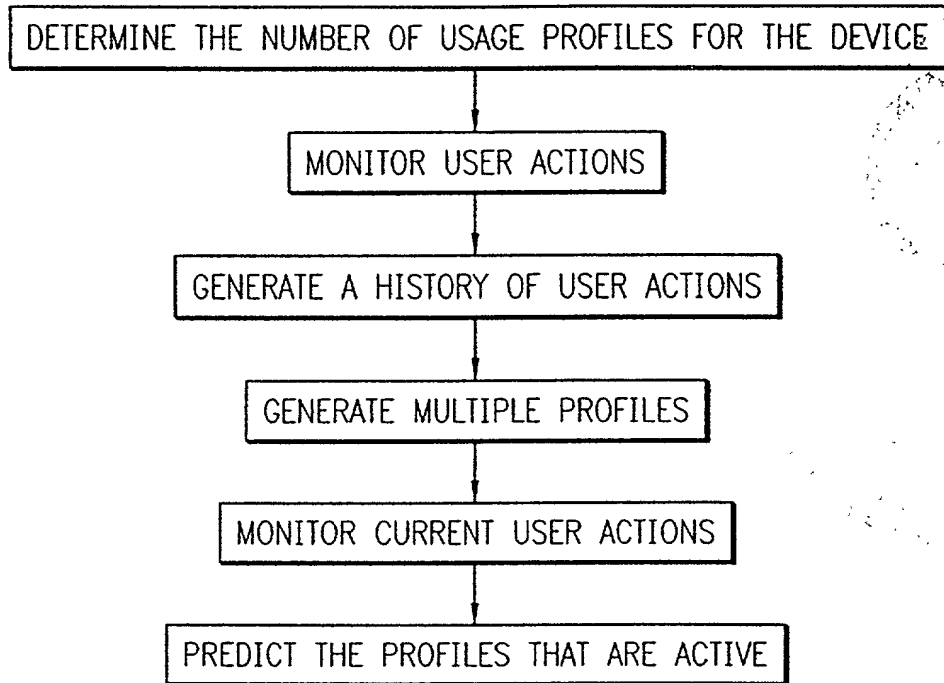 DETERMINE THE NUMBER OF USAGE PROFILES FOR THE DEVICE
MONITOR USER ACTIONS
GENERATE A HISTORY OF USER ACTIONS
GENERATE MULTIPLE PROFILES
MONITOR CURRENT USER ACTIONS
PREDICT THE PROFILES THAT ARE ACTIVE